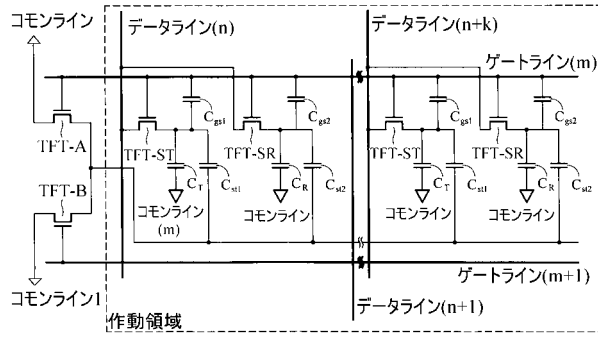 コモンライン
データライン(n)
データライン(n+k)
ゲートライン(m)
Cgs1
Cgs2
Cgs1
Cgs2
TFT-A
TFT-ST
TFT-SR
TFT-ST
TFT-SR
TFT-B
CT
Cst1
CR
Cst2
CT
Cst1
CR
Cst2
コモンライン
(m)
コモンライン
コモンライン
コモンライン
ゲートライン(m+1)
コモンライン1
データライン(n+1)
作動領域